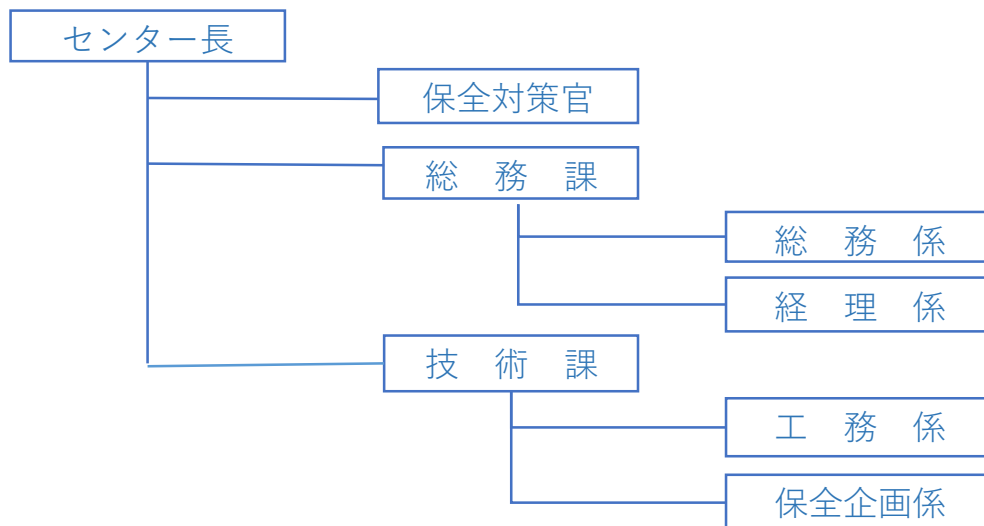 センター長
保全対策官
総　務　課
総　務　係
経　理　係
技　術　課
工　務　係
保全企画係